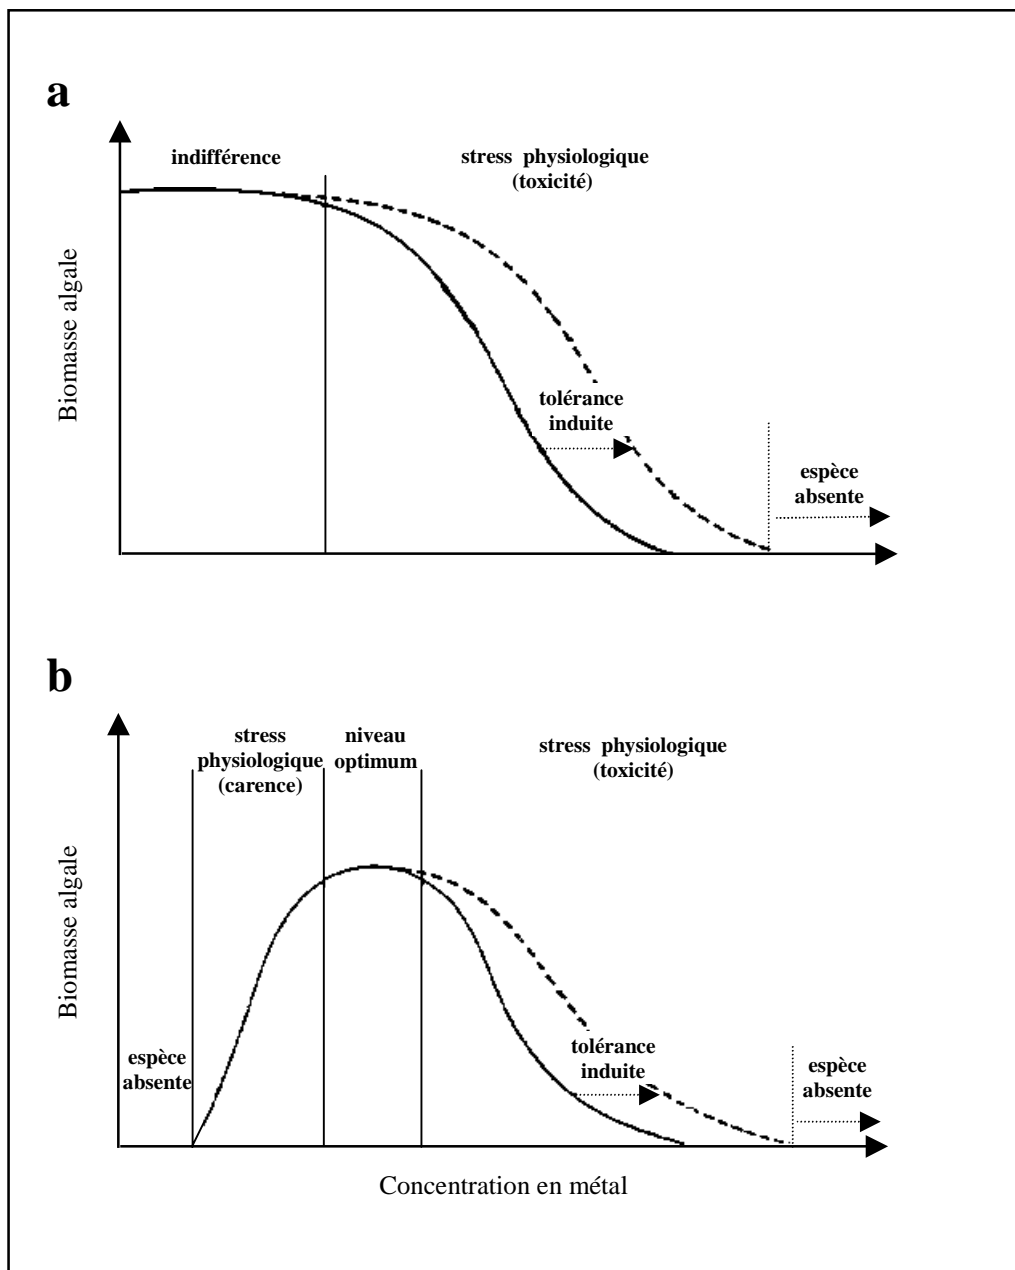 a
indifférence
stress physiologique
(toxicité)
Biomasse algale
tolérance
induite
espèce
absente
b
stress
physiologique
(carence)
niveau
optimum
stress physiologique
(toxicité)
Biomasse algale
espèce
absente
tolérance
induite
espèce
absente
Concentration en métal